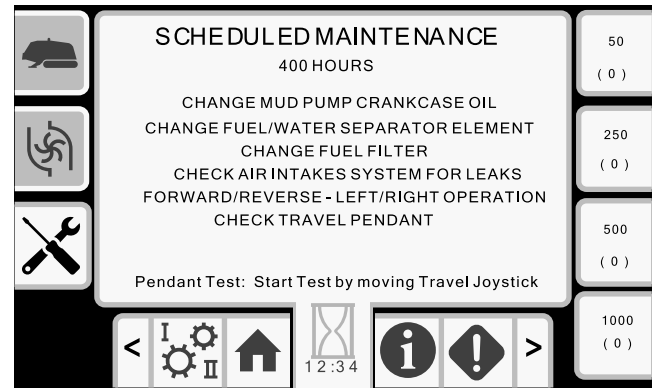 SCHEDULED MAINTENANCE
400 HOURS
CHANGE MUD PUMP CRANKCASE OIL
CHANGE FUEL/WATER SEPARATOR ELEMENT
CHANGE FUEL FILTER
CHECK AIR INTAKES SYSTEM FOR LEAKS
FORWARD/REVERSE - LEFT/RIGHT OPERATION
CHECK TRAVEL PENDANT
Pendant Test: Start Test by moving Travel Joystick
50
(0)
250
(0)
500
(0)
1000
(0)
<
I
II
12:34
i
!
>